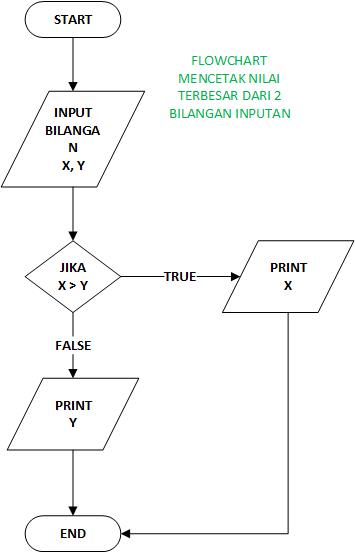 START
FLOWCHART
MENCETAK NILAI
TERBESAR DARI 2
BILANGAN INPUTAN
INPUT
BILANGA
N
X, Y
JIKA
X > Y
TRUE
PRINT
X
FALSE
PRINT
Y
END